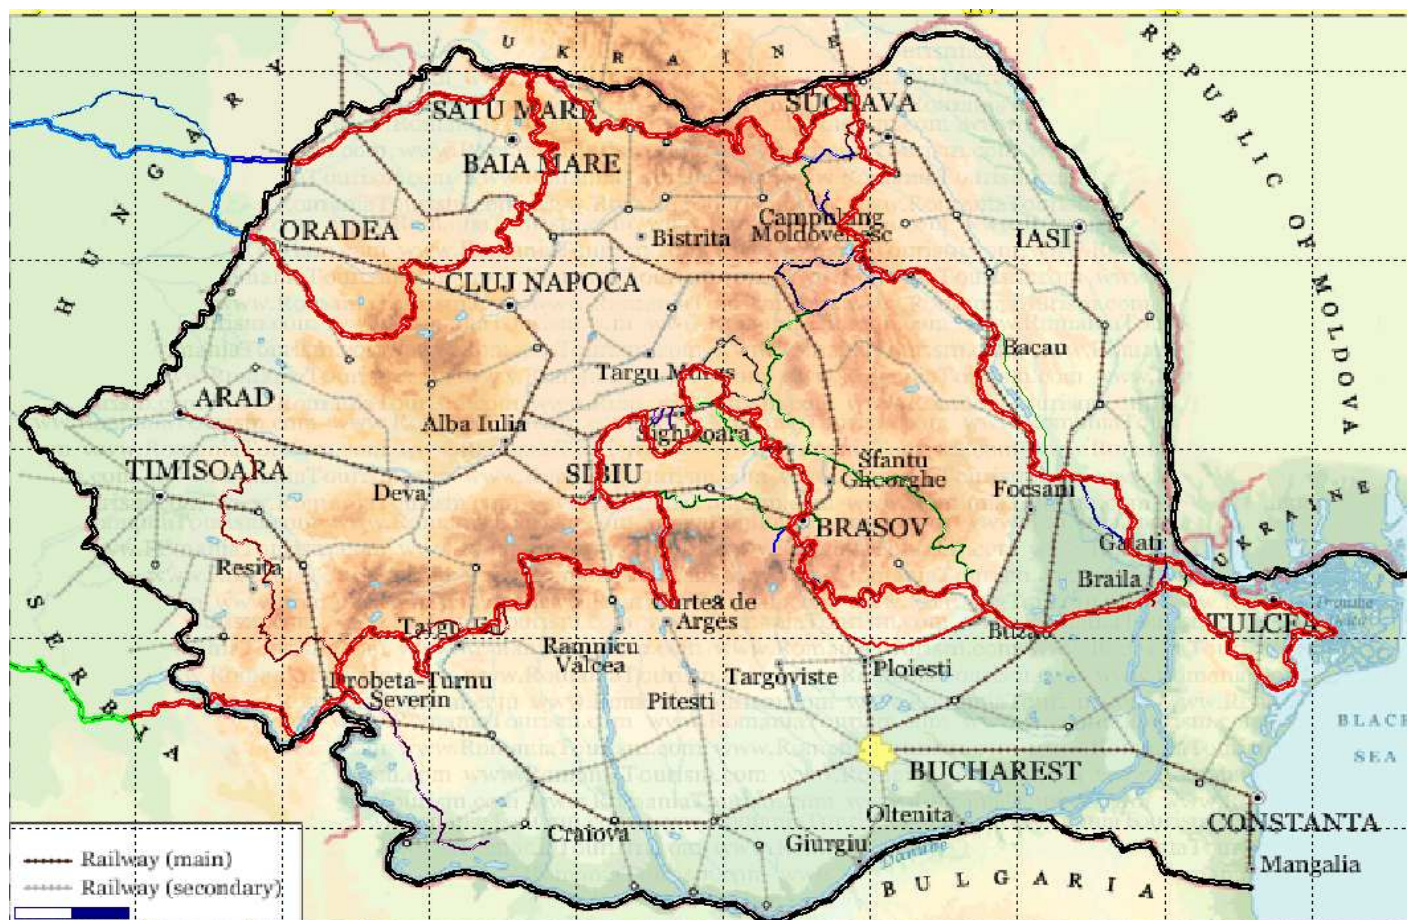 UKRAINE
REPUBLIC OF MOLDOVA
HUNGARY
SATU MARE
SUCEAVA
BAIA MARE
ORADEA
Campulung
Moldovenesc
IASI
Bistrita
CLUJ NAPOCA
Bacau
Targu Mures
ARAD
Alba Iulia
Sighisoara
TIMISOARA
Deva
SIBIU
Sfantu
Gheorghe
Focsani
UKRAINE
BRASOV
Galati
Resita
Braila
Curtea de
Arges
TULCEA
Targu Jiu
Buzau
SERBIA
Ramnicu
Valcea
Ploiesti
Targoviste
Drobeta-Turnu
Severin
Pitesti
BLACK
SEA
BUCHAREST
Craiova
Oltenita
CONSTANTA
Giurgiu
Danube
Mangalia
BULGARIA
Railway (main)
Railway (secondary)